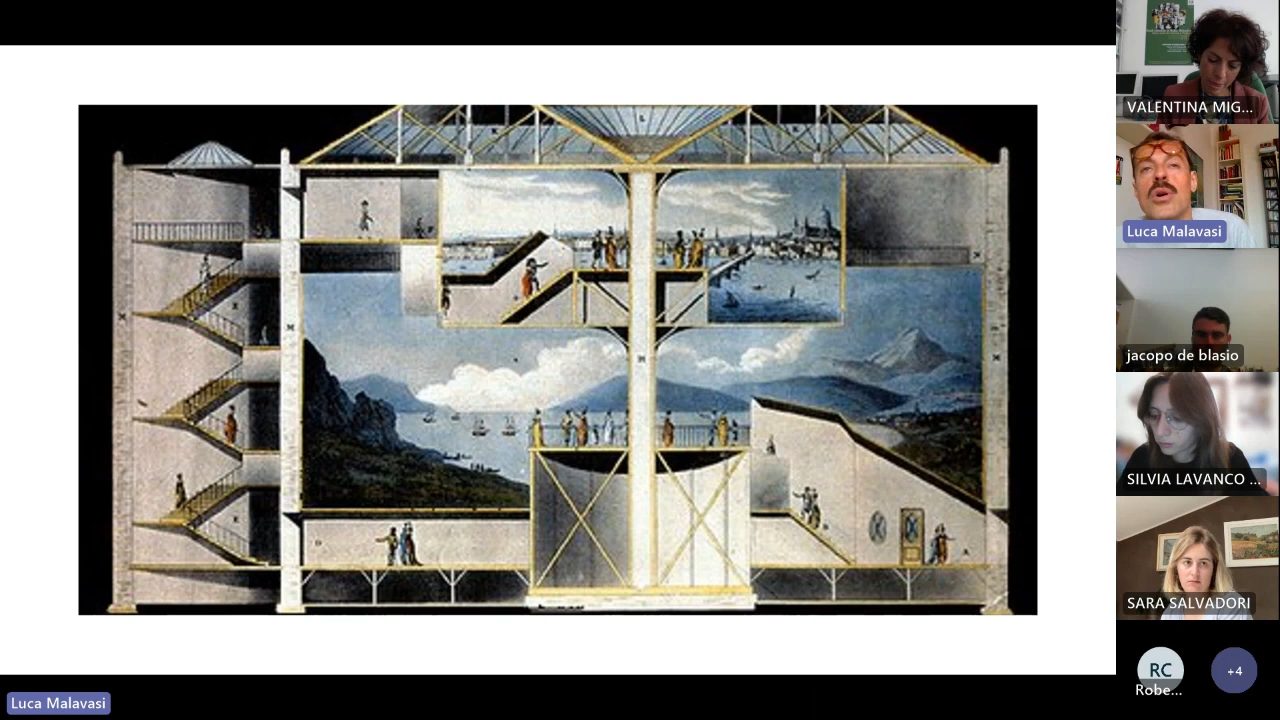 VALENTINA MIG...
Luca Malavasi
jacopo de blasio
SILVIA LAVANCO ...
SARA SALVADORI
RC
Robe...
+4
Luca Malavasi